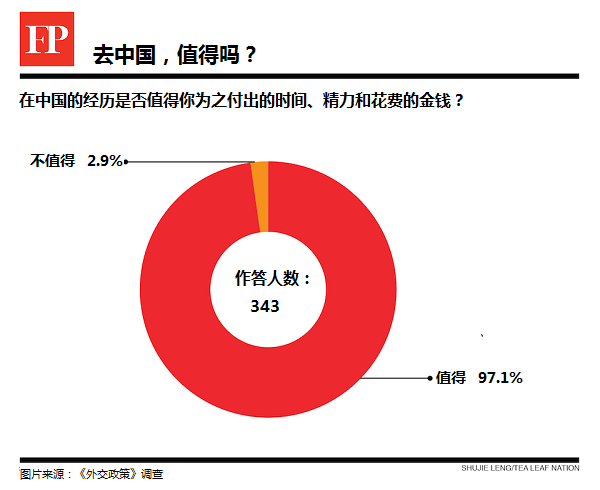 FP
去中国，值得吗？
在中国的经历是否值得你为之付出的时间、精力和花费的金钱？
不值得 2.9%
作答人数：
343
值得 97.1%
SHUJIE LENG/TEA LEAF NATION
图片来源：《外交政策》调查